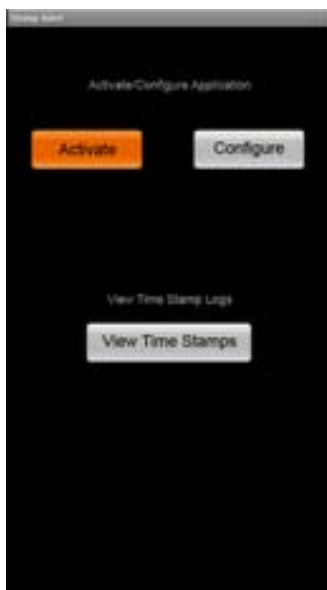 Activate/Configure Application
Activate
Configure
View Time Stamp Logs
View Time Stamps